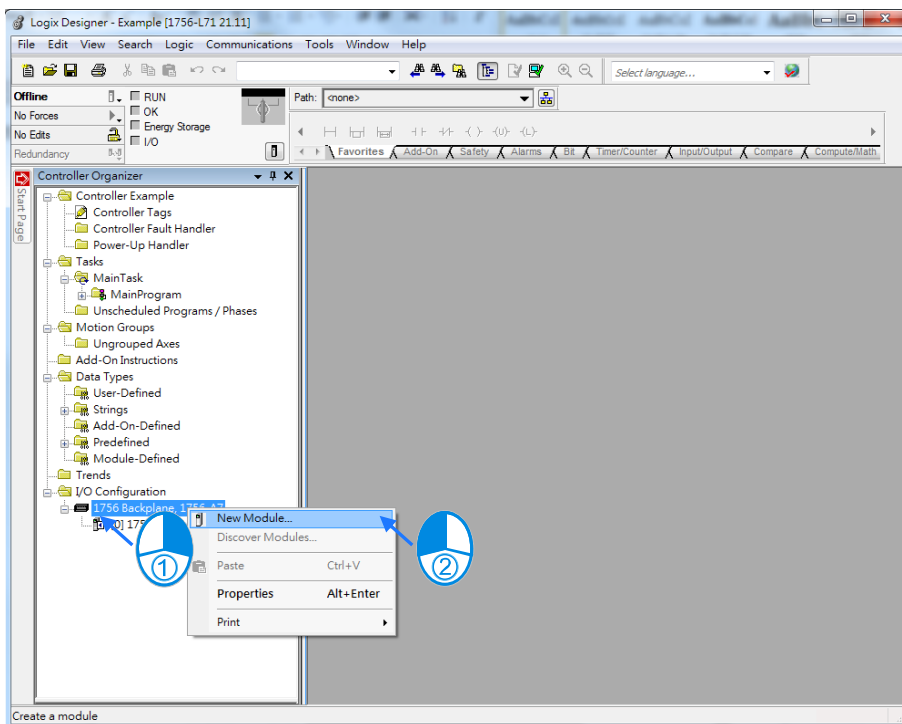 Logix Designer - Example [1756-L71 21.11]
File Edit View Search Logic Communications Tools Window Help
Select language...
Offline
RUN
Path: <none>
No Forces
OK
Energy Storage
No Edits
I/O
Redundancy
Favorites Add-On Safety Alarms Bit Timer/Counter Input/Output Compare Compute/Math
Start Page
Controller Organizer
Controller Example
Controller Tags
Controller Fault Handler
Power-Up Handler
Tasks
MainTask
MainProgram
Unscheduled Programs / Phases
Motion Groups
Ungrouped Axes
Add-On Instructions
Data Types
User-Defined
Strings
Add-On-Defined
Predefined
Module-Defined
Trends
I/O Configuration
1756 Backplane, 1756-A7
New Module...
Discover Modules...
①
②
Paste Ctrl+V
Properties Alt+Enter
Print
Create a module